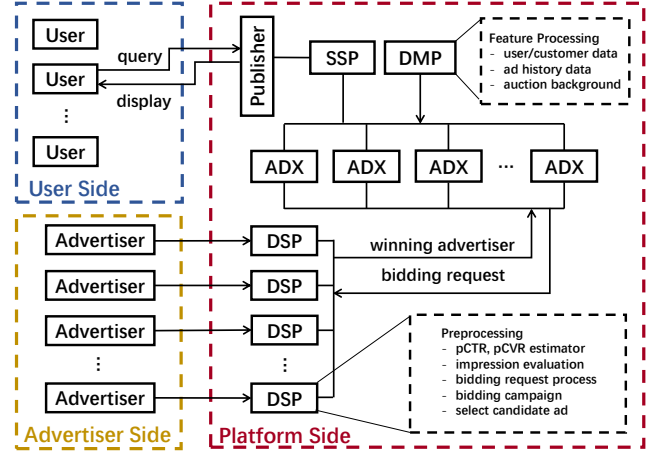 User
User
⋮
User
User Side
query
display
Publisher
SSP
DMP
Feature Processing
- user/customer data
- ad history data
- auction background
ADX
ADX
ADX
...
ADX
Advertiser
Advertiser
Advertiser
⋮
Advertiser
Advertiser Side
DSP
DSP
DSP
⋮
DSP
winning advertiser
bidding request
Preprocessing
- pCTR, pCVR estimator
- impression evaluation
- bidding request process
- bidding campaign
- select candidate ad
Platform Side